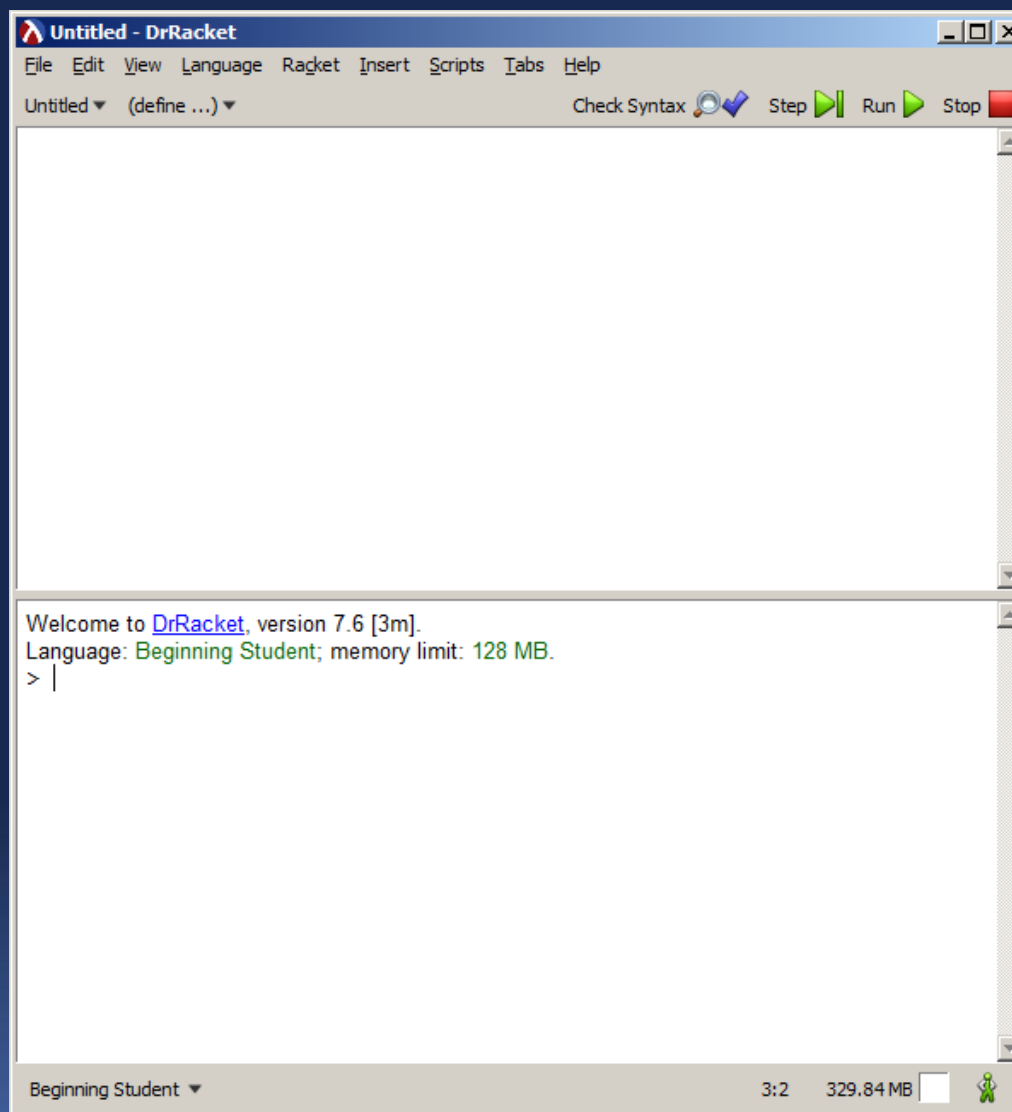 Untitled - DrRacket
File Edit View Language Racket Insert Scripts Tabs Help
Untitled (define ...) Check Syntax Step Run Stop
Welcome to DrRacket, version 7.6 [3m].
Language: Beginning Student; memory limit: 128 MB.
>
Beginning Student 3:2 329.84 MB